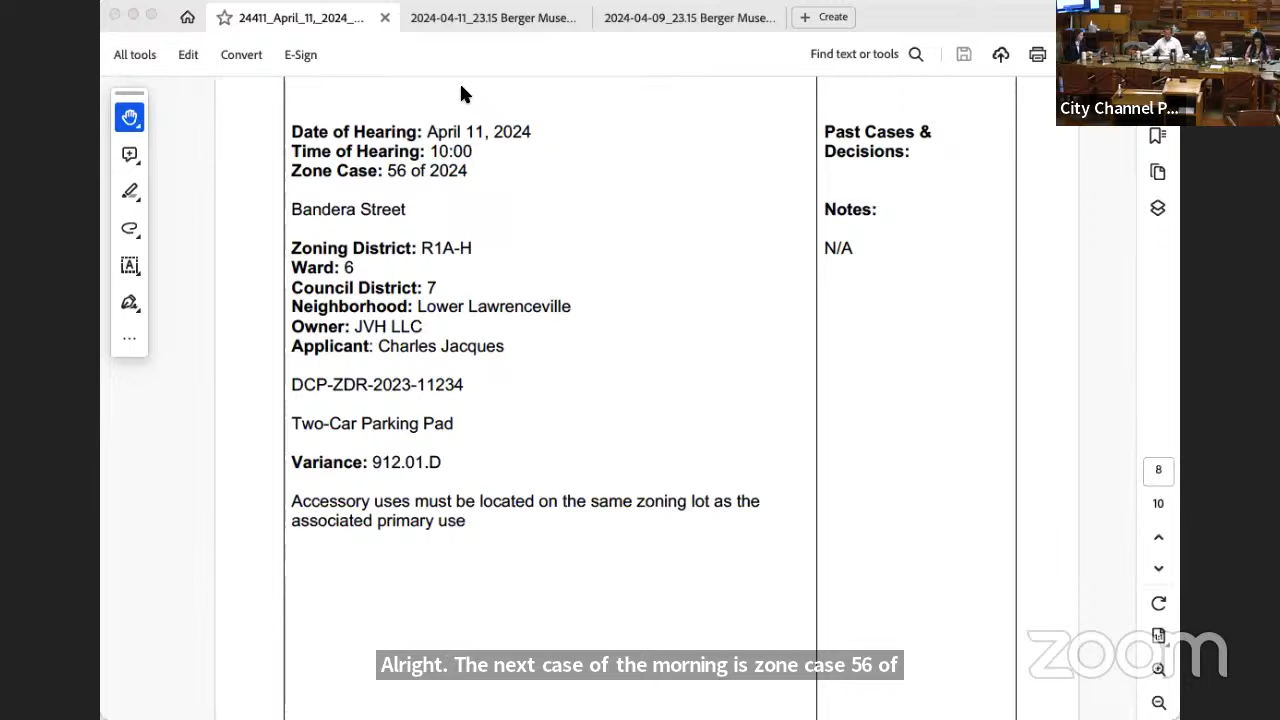 24411_April_11,_2024_...
2024-04-11_23.15 Berger Muse...
2024-04-09_23.15 Berger Muse...
+ Create
All tools
Edit
Convert
E-Sign
Find text or tools
City Channel P...
Date of Hearing: April 11, 2024
Time of Hearing: 10:00
Zone Case: 56 of 2024
Bandera Street
Zoning District: R1A-H
Ward: 6
Council District: 7
Neighborhood: Lower Lawrenceville
Owner: JVH LLC
Applicant: Charles Jacques
DCP-ZDR-2023-11234
Two-Car Parking Pad
Variance: 912.01.D
Accessory uses must be located on the same zoning lot as the
associated primary use
Past Cases &
Decisions:
Notes:
N/A
8
10
Alright. The next case of the morning is zone case 56 of
zoom